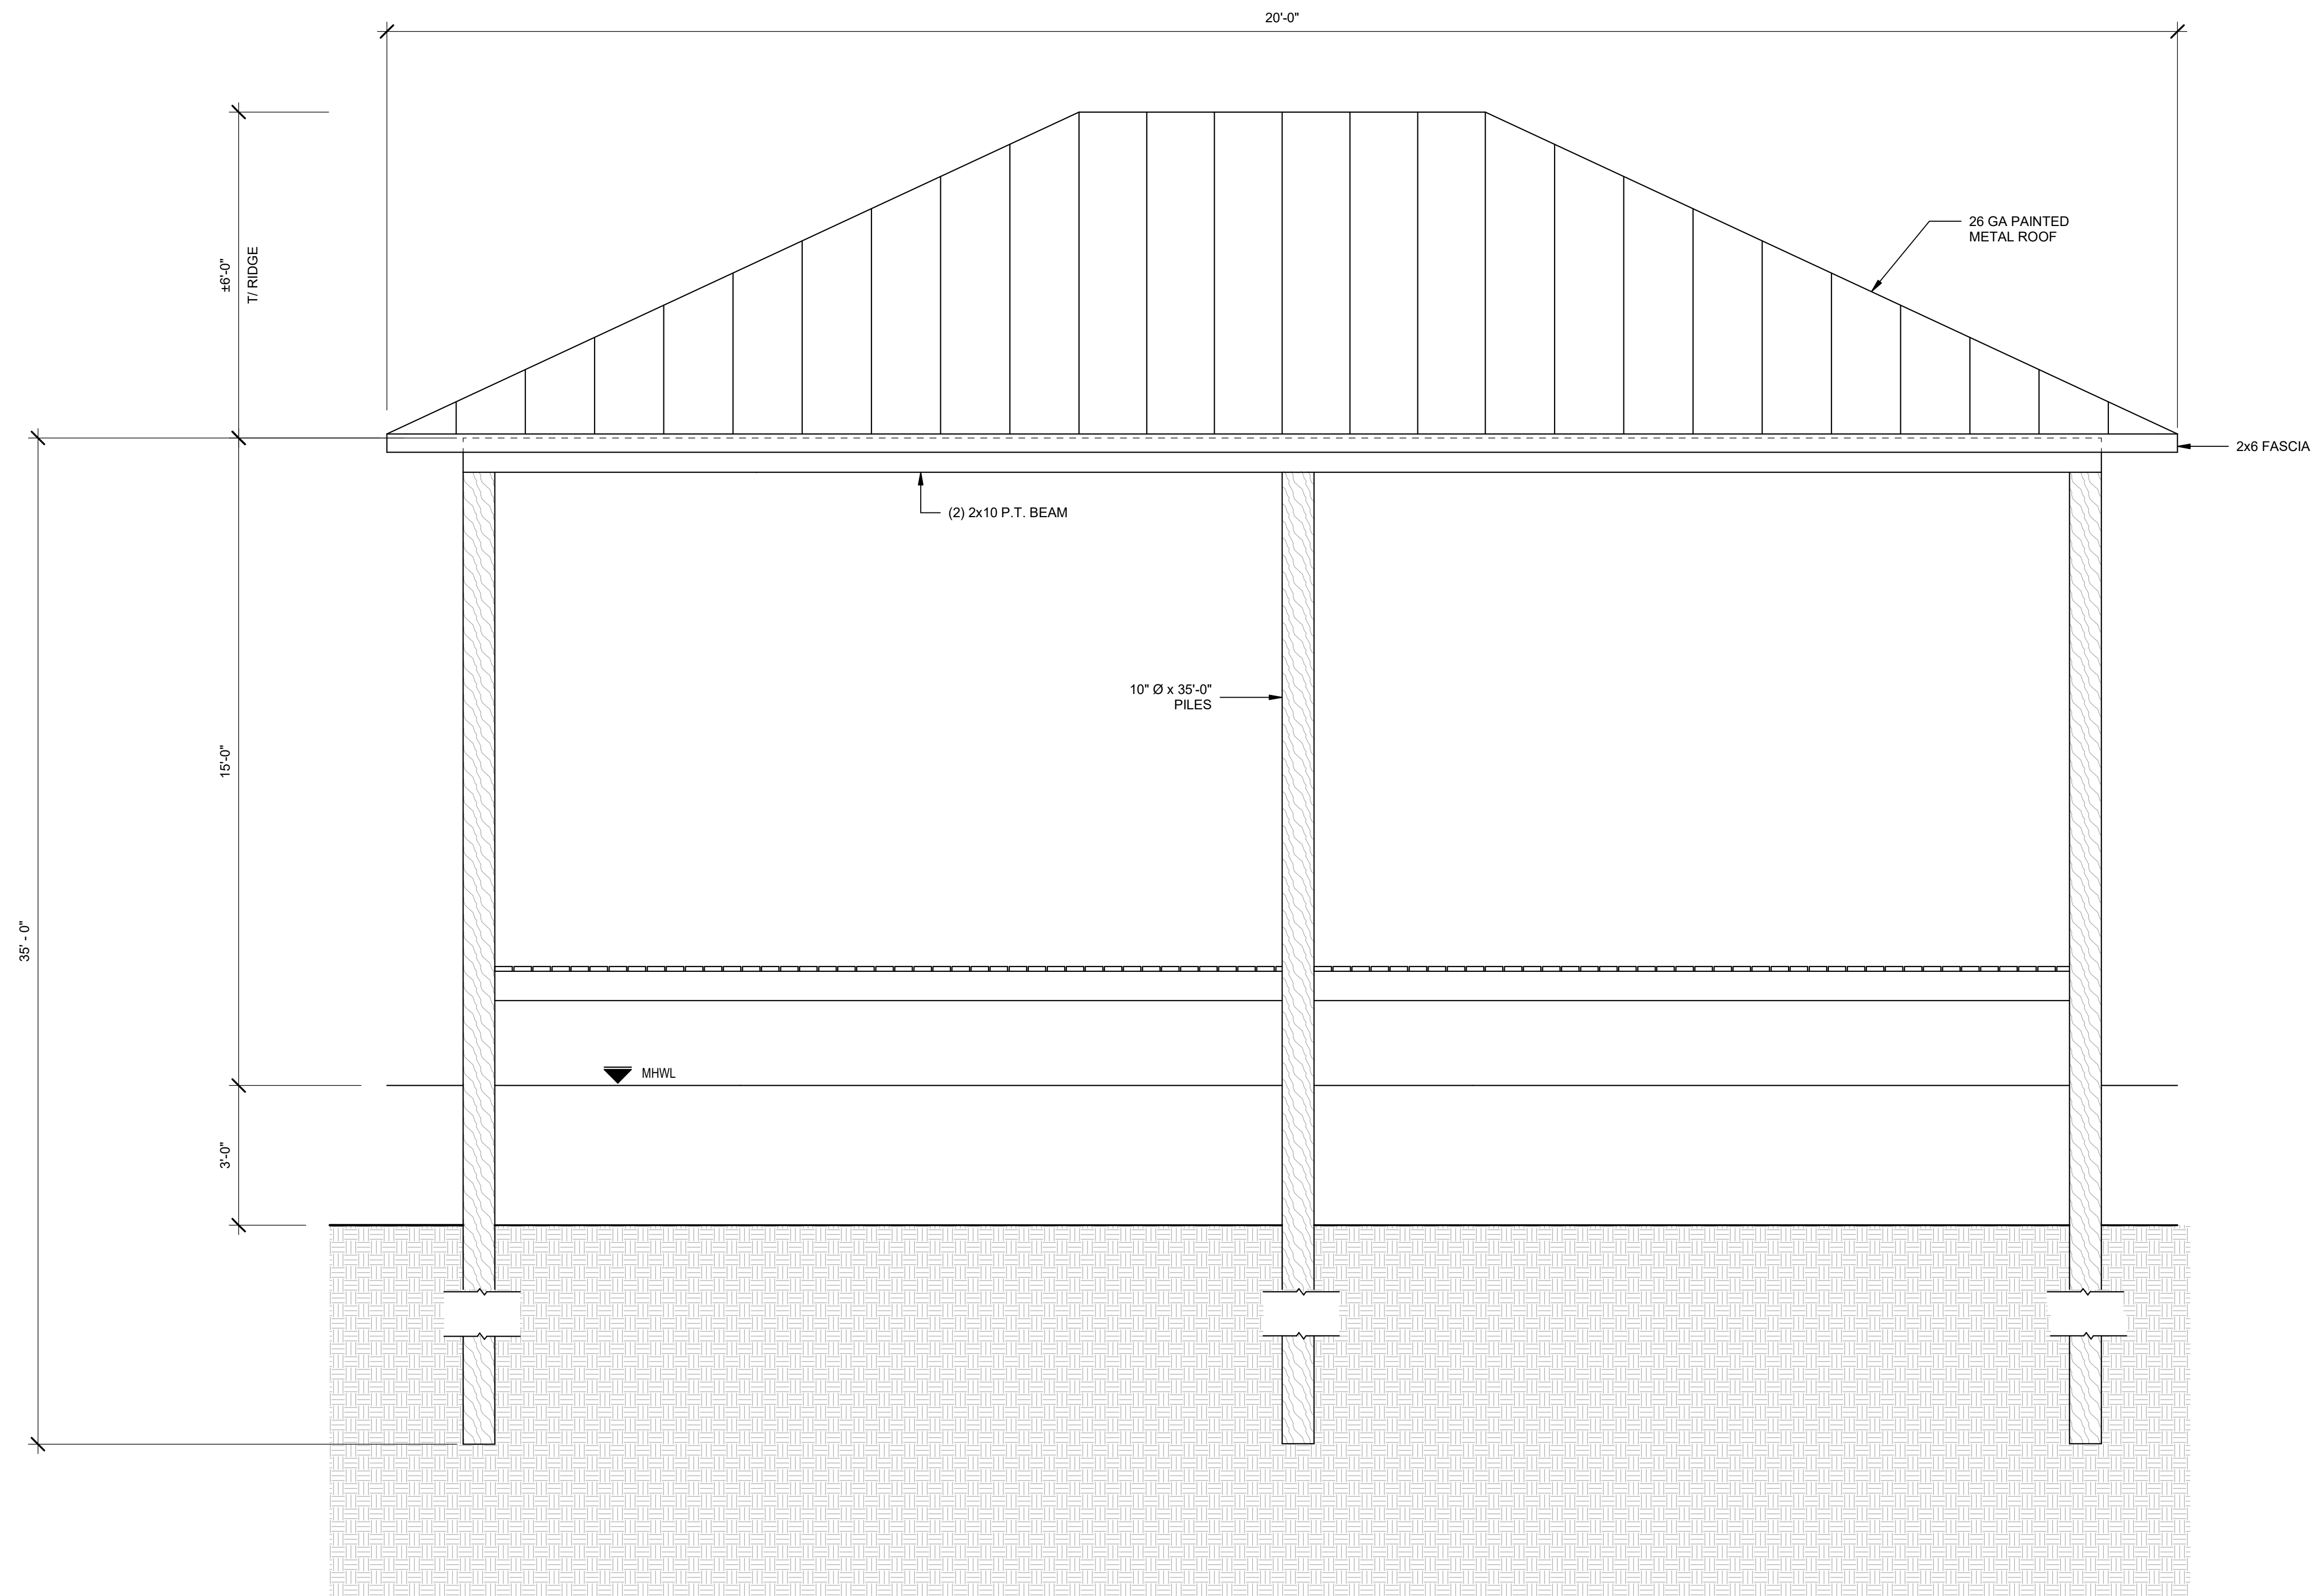 20'-0"
±6'-0"
T/ RIDGE
26 GA PAINTED
METAL ROOF
2x6 FASCIA
(2) 2x10 P.T. BEAM
10" Ø x 35'-0"
PILES
15'-0"
35' - 0"
MHWL
3'-0"